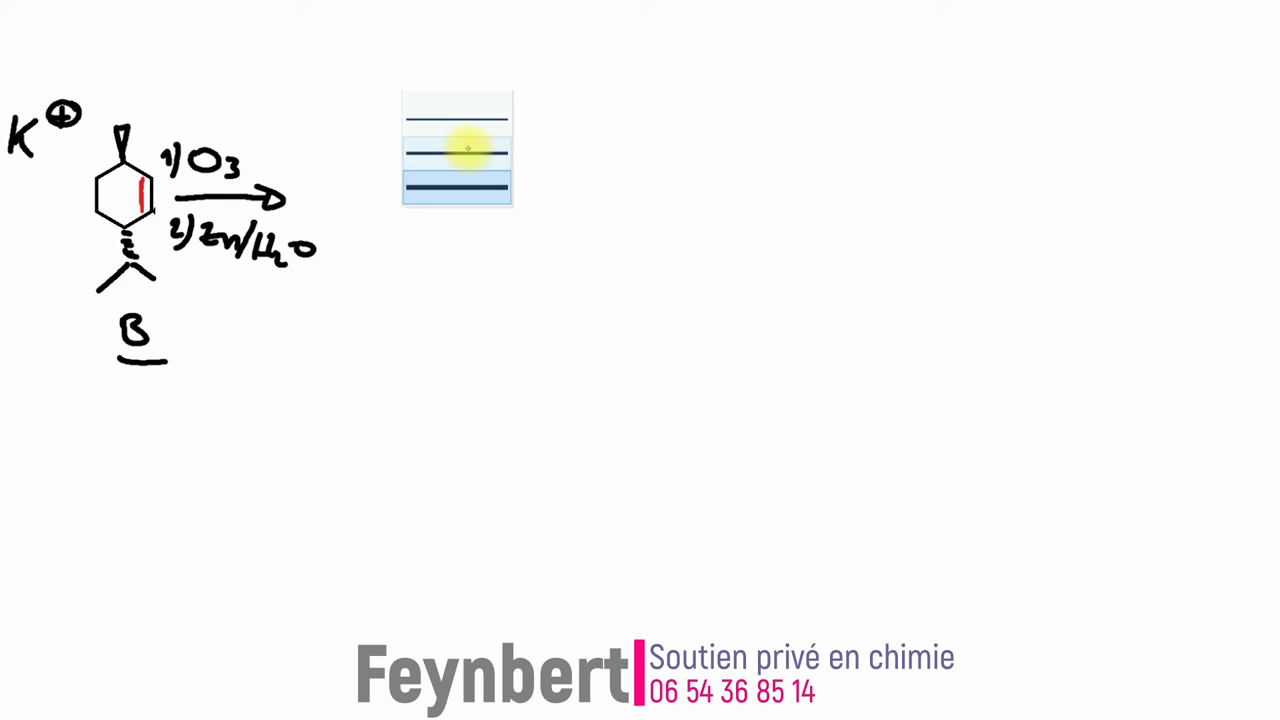 K⊕
1) O₃
2) Zn/H₂O
B
Feynbert
Soutien privé en chimie
06 54 36 85 14